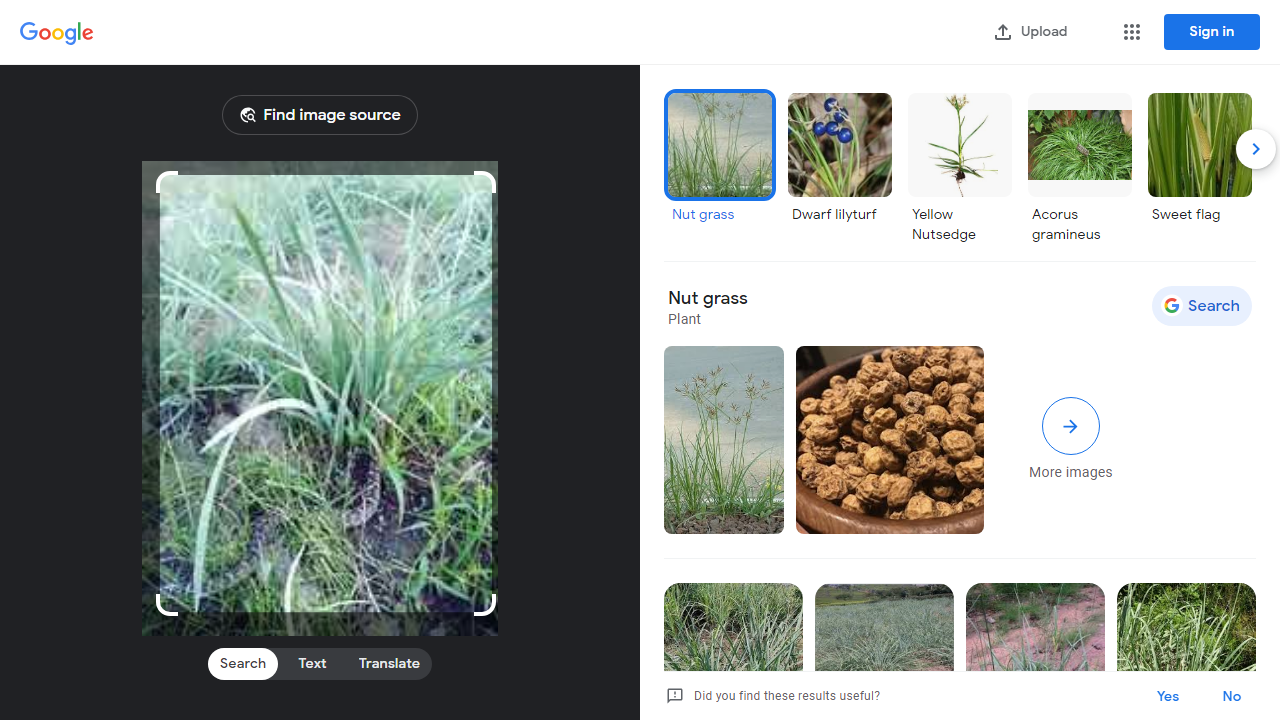 Google
Upload
Sign in
Find image source
Nut grass
Dwarf lilyturf
Yellow
Nutsedge
Acorus
gramineus
Sweet flag
Nut grass
Plant
Search
More images
Search
Text
Translate
Did you find these results useful?
Yes
No